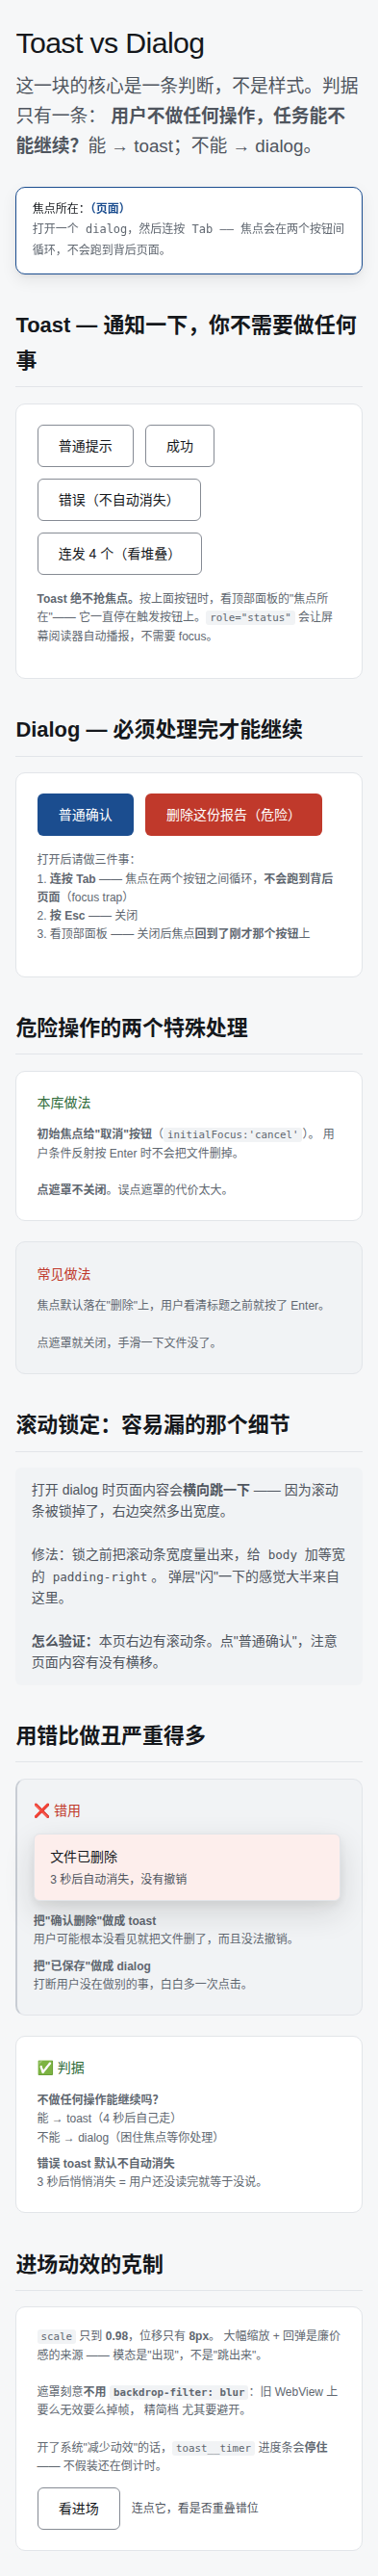 Toast vs Dialog
这一块的核心是一条判断，不是样式。判据
只有一条： 用户不做任何操作，任务能不
能继续？能 → toast；不能 → dialog。
焦点所在：（页面）
打开一个 dialog，然后连按 Tab —— 焦点会在两个按钮间
循环，不会跑到背后页面。
Toast — 通知一下，你不需要做任何
事
普通提示 成功
错误（不自动消失）
连发 4 个（看堆叠）
Toast 绝不抢焦点。按上面按钮时，看顶部面板的"焦点所
在"—— 它一直停在触发按钮上。 role="status" 会让屏
幕阅读器自动播报，不需要 focus。
Dialog — 必须处理完才能继续
普通确认 删除这份报告（危险）
打开后请做三件事：
1. 连按 Tab —— 焦点在两个按钮之间循环，不会跑到背后
页面（focus trap）
2. 按 Esc —— 关闭
3. 看顶部面板 —— 关闭后焦点回到了刚才那个按钮上
危险操作的两个特殊处理
本库做法
初始焦点给"取消"按钮（ initialFocus:'cancel' ）。 用
户条件反射按 Enter 时不会把文件删掉。
点遮罩不关闭。误点遮罩的代价太大。
常见做法
焦点默认落在"删除"上，用户看清标题之前就按了 Enter。
点遮罩就关闭，手滑一下文件没了。
滚动锁定：容易漏的那个细节
打开 dialog 时页面内容会横向跳一下 —— 因为滚动
条被锁掉了，右边突然多出宽度。
修法：锁之前把滚动条宽度量出来，给 body 加等宽
的 padding-right 。 弹层"闪"一下的感觉大半来自
这里。
怎么验证：本页右边有滚动条。点"普通确认"，注意
页面内容有没有横移。
用错比做丑严重得多
❌ 错用
文件已删除
3 秒后自动消失，没有撤销
把"确认删除"做成 toast
用户可能根本没看见就把文件删了，而且没法撤销。
把"已保存"做成 dialog
打断用户没在做别的事，白白多一次点击。
✅ 判据
不做任何操作能继续吗？
能 → toast（4 秒后自己走）
不能 → dialog（困住焦点等你处理）
错误 toast 默认不自动消失
3 秒后悄悄消失 = 用户还没读完就等于没说。
进场动效的克制
scale 只到 0.98，位移只有 8px。 大幅缩放 + 回弹是廉价
感的来源 —— 模态是"出现"，不是"跳出来"。
遮罩刻意不用 backdrop-filter: blur ：旧 WebView 上
要么无效要么掉帧， 精简档 尤其要避开。
开了系统"减少动效"的话， toast__timer 进度条会停住
—— 不假装还在倒计时。
看进场 连点它，看是否重叠错位